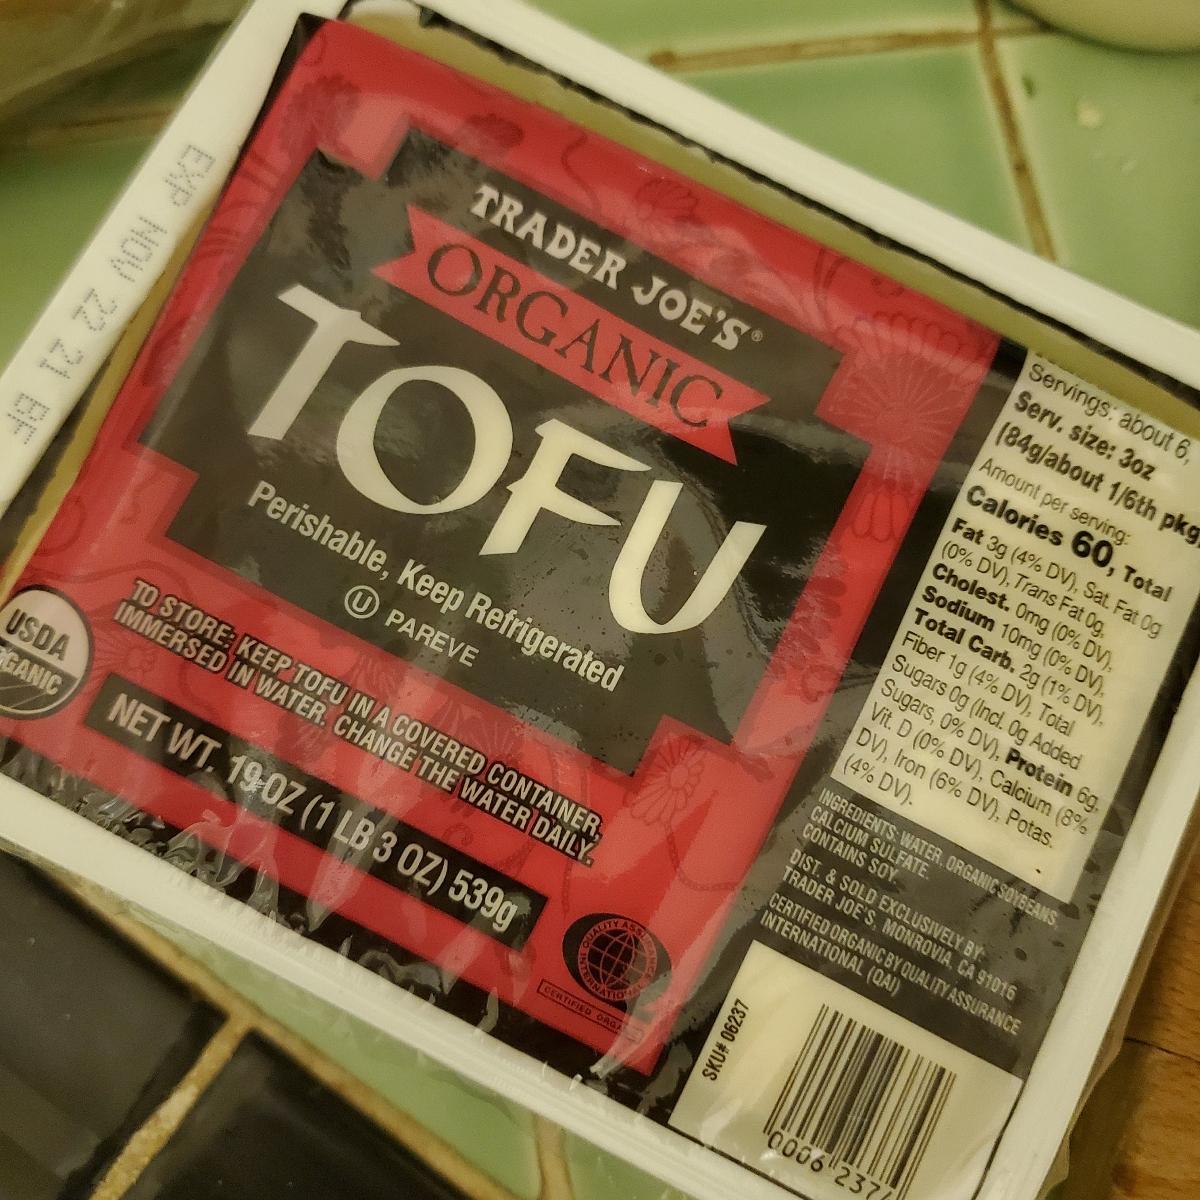 EXP NOV 22 21 BF
TRADER JOE'S®
ORGANIC
TOFU
Perishable, Keep Refrigerated
U PAREVE
USDA
GANIC
TO STORE: KEEP TOFU IN A COVERED CONTAINER,
IMMERSED IN WATER. CHANGE THE WATER DAILY.
NET WT. 19 OZ (1 LB 3 OZ) 539g
QUALITY ASSURANCE INTERNATIONAL
CERTIFIED ORGA
Servings: about 6,
Serv. size: 3oz
(84g/about 1/6th pkg)
Amount per serving:
Calories 60, Total
Fat 3g (4% DV), Sat. Fat 0g
(0% DV), Trans Fat 0g,
Cholest. 0mg (0% DV),
Sodium 10mg (0% DV),
Total Carb. 2g (1% DV),
Fiber 1g (4% DV), Total
Sugars 0g (Incl. 0g Added
Sugars, 0% DV), Protein 6g,
Vit. D (0% DV), Calcium (8%
DV), Iron (6% DV), Potas.
(4% DV).
INGREDIENTS: WATER, ORGANIC SOYBEANS,
CALCIUM SULFATE.
CONTAINS SOY.
DIST. & SOLD EXCLUSIVELY BY:
TRADER JOE'S, MONROVIA, CA 91016
CERTIFIED ORGANIC BY QUALITY ASSURANCE
INTERNATIONAL (QAI)
SKU# 06237
0006 237